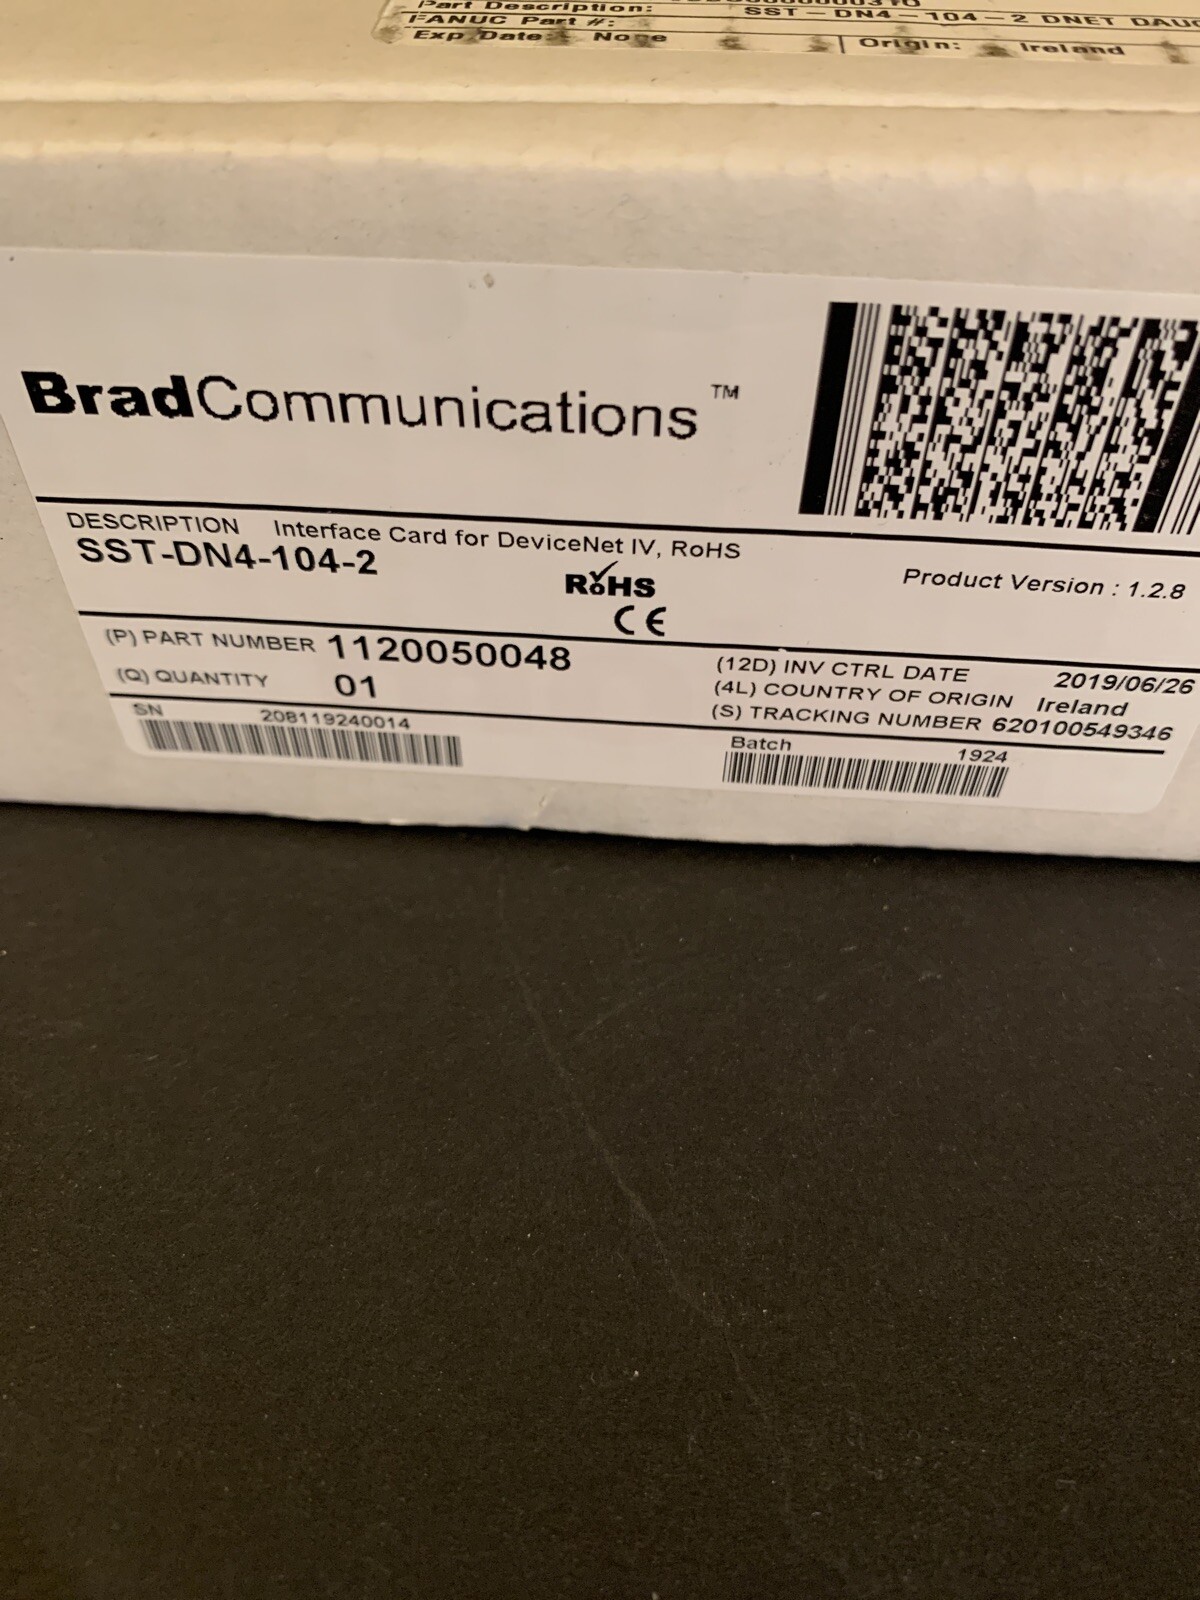 Part Description: SST-DN4-104-2 DNET
FANUC Part #:
Exp Date: None Origin: Ireland
BradCommunications™
DESCRIPTION Interface Card for DeviceNet IV, RoHS
SST-DN4-104-2
RoHS
CE
Product Version : 1.2.8
(P) PART NUMBER 1120050048
(Q) QUANTITY 01
(12D) INV CTRL DATE 2019/06/26
(4L) COUNTRY OF ORIGIN Ireland
(S) TRACKING NUMBER 620100549346
SN 208119240014
Batch 1924